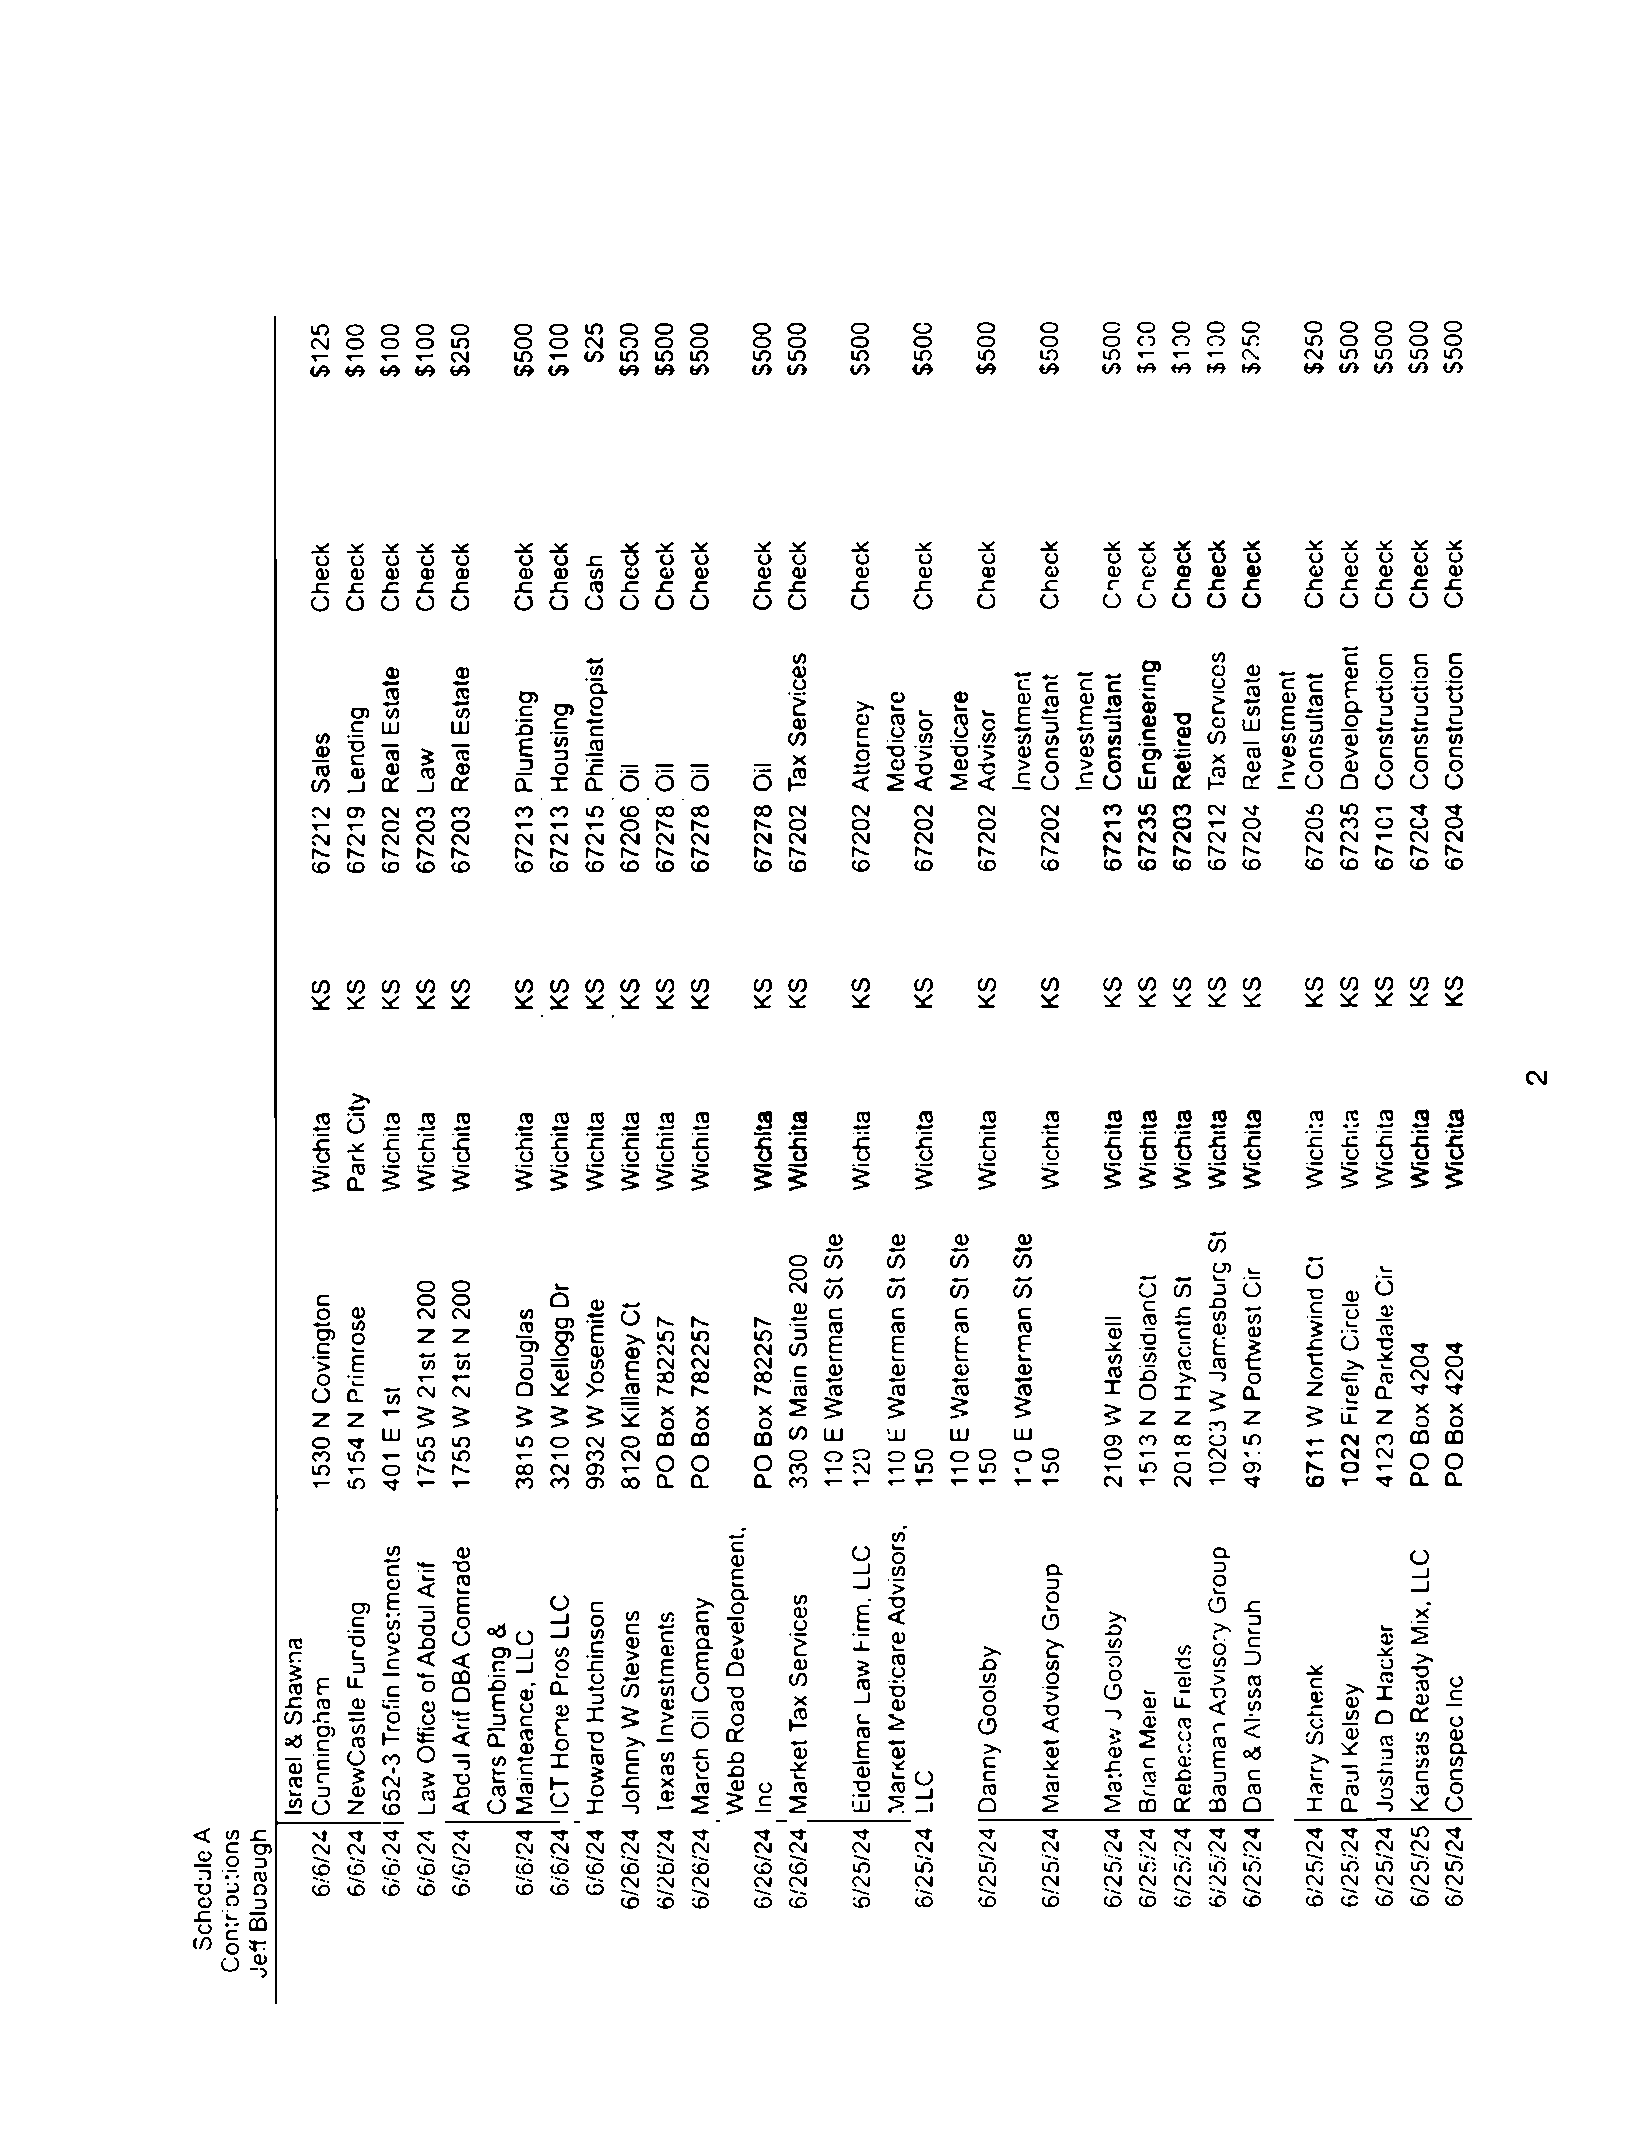 Schedule A
Contributions
Jeff Blubaugh
Israel & Shawna
6/6/24 Cunningham 1530 N Covington Wichita KS 67212 Sales Check $125
6/6/24 NewCastle Funding 5154 N Primrose Park City KS 67219 Lending Check $100
6/6/24 652-3 Trofin Investments 401 E 1st Wichita KS 67202 Real Estate Check $100
6/6/24 Law Office of Abdul Arif 1755 W 21st N 200 Wichita KS 67203 Law Check $100
6/6/24 Abdul Arif DBA Comrade 1755 W 21st N 200 Wichita KS 67203 Real Estate Check $250
Carrs Plumbing &
6/6/24 Mainteance, LLC 3815 W Douglas Wichita KS 67213 Plumbing Check $500
6/6/24 ICT Home Pros LLC 3210 W Kellogg Dr Wichita KS 67213 Housing Check $100
6/6/24 Howard Hutchinson 9932 W Yosemite Wichita KS 67215 Philantropist Cash $25
6/26/24 Johnny W Stevens 8120 Killarney Ct Wichita KS 67206 Oil Check $500
6/26/24 Texas Investments PO Box 782257 Wichita KS 67278 Oil Check $500
6/26/24 March Oil Company PO Box 782257 Wichita KS 67278 Oil Check $500
Webb Road Development,
6/26/24 Inc PO Box 782257 Wichita KS 67278 Oil Check $500
6/26/24 Market Tax Services 330 S Main Suite 200 Wichita KS 67202 Tax Services Check $500
110 E Waterman St Ste
6/25/24 Eidelman Law Firm, LLC 120 Wichita KS 67202 Attorney Check $500
Market Medicare Advisors, 110 E Waterman St Ste Medicare
6/25/24 LLC 150 Wichita KS 67202 Advisor Check $500
110 E Waterman St Ste Medicare
6/25/24 Danny Goolsby 150 Wichita KS 67202 Advisor Check $500
110 E Waterman St Ste Investment
6/25/24 Market Adviosry Group 150 Wichita KS 67202 Consultant Check $500
Investment
6/25/24 Mathew J Goolsby 2109 W Haskell Wichita KS 67213 Consultant Check $500
6/25/24 Brian Meier 1513 N ObisidianCt Wichita KS 67235 Engineering Check $100
6/25/24 Rebecca Fields 2018 N Hyacinth St Wichita KS 67203 Retired Check $100
6/25/24 Bauman Advisory Group 10203 W Jamesburg St Wichita KS 67212 Tax Services Check $100
6/25/24 Dan & Alissa Unruh 4915 N Portwest Cir Wichita KS 67204 Real Estate Check $250
Investment
6/25/24 Harry Schenk 6711 W Northwind Ct Wichita KS 67205 Consultant Check $250
6/25/24 Paul Kelsey 1022 Firefly Circle Wichita KS 67235 Development Check $500
6/25/24 Joshua D Hacker 4123 N Parkdale Cir Wichita KS 67101 Construction Check $500
6/25/25 Kansas Ready Mix, LLC PO Box 4204 Wichita KS 67204 Construction Check $500
6/25/24 Conspec Inc PO Box 4204 Wichita KS 67204 Construction Check $500
2